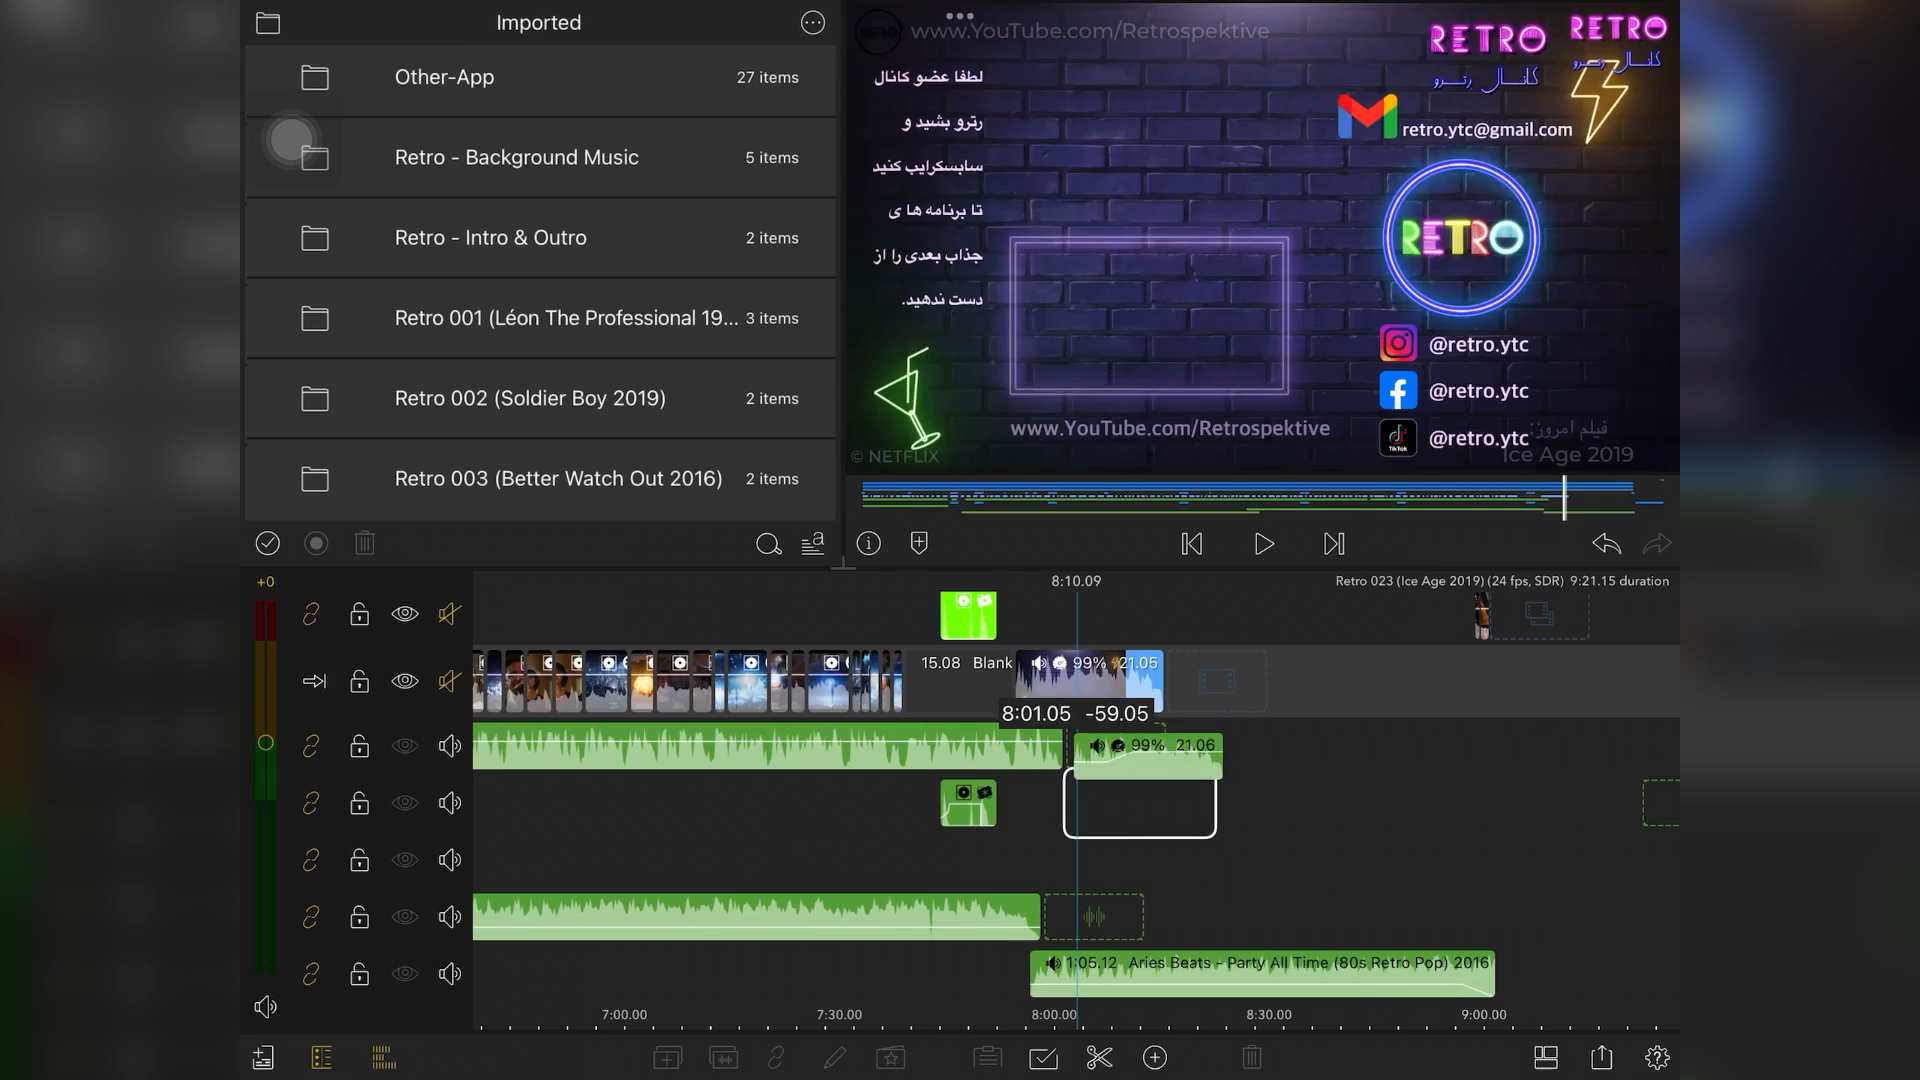 Imported
Other-App
27 items
Retro - Background Music
5 items
Retro - Intro & Outro
2 items
Retro 001 (Léon The Professional 19...
3 items
Retro 002 (Soldier Boy 2019)
2 items
Retro 003 (Better Watch Out 2016)
2 items
www.YouTube.com/Retrospektive
لطفا عضو کانال
رترو بشید و
سابسکرایب کنید
تا برنامه ها ی
جذاب بعدی را از
دست ندهید.
RETRO
کانال رترو
RETRO
کانال رترو
retro.ytc@gmail.com
RETRO
@retro.ytc
@retro.ytc
TikTok
@retro.ytc
www.YouTube.com/Retrospektive
© NETFLIX
فیلم امروز:
Ice Age 2019
+0
8:10.09
Retro 023 (Ice Age 2019) (24 fps, SDR) 9:21.15 duration
15.08 Blank
99% 21.05
8:01.05 -59.05
99% 21.06
1:05.12 Aries Beats - Party All Time (80s Retro Pop) 2016
7:00.00
7:30.00
8:00.00
8:30.00
9:00.00